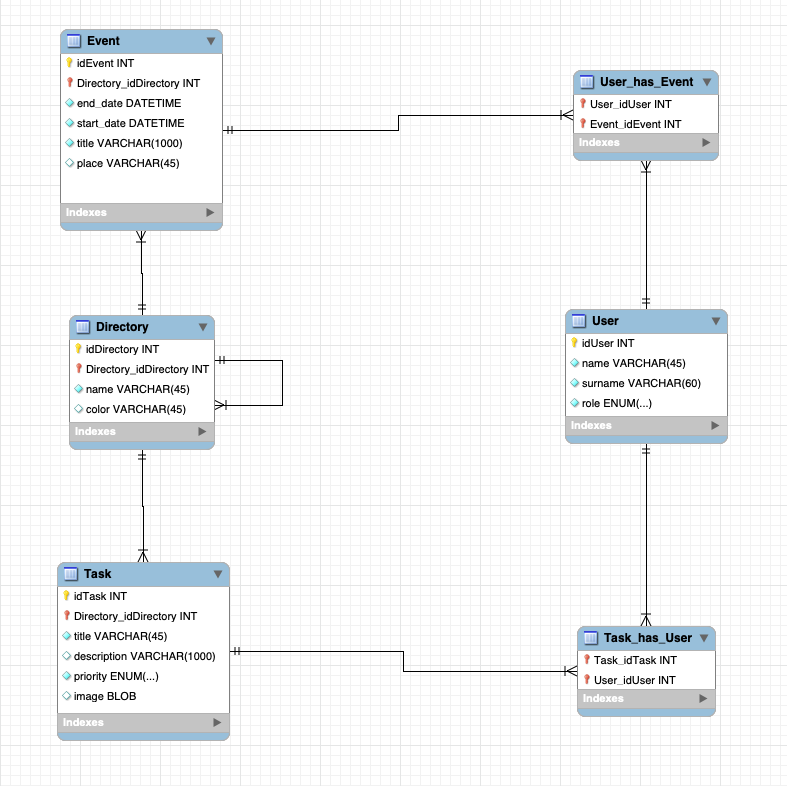 Event
idEvent INT
Directory_idDirectory INT
end_date DATETIME
start_date DATETIME
title VARCHAR(1000)
place VARCHAR(45)
Indexes
User_has_Event
User_idUser INT
Event_idEvent INT
Indexes
Directory
idDirectory INT
Directory_idDirectory INT
name VARCHAR(45)
color VARCHAR(45)
Indexes
User
idUser INT
name VARCHAR(45)
surname VARCHAR(60)
role ENUM(...)
Indexes
Task
idTask INT
Directory_idDirectory INT
title VARCHAR(45)
description VARCHAR(1000)
priority ENUM(...)
image BLOB
Indexes
Task_has_User
Task_idTask INT
User_idUser INT
Indexes